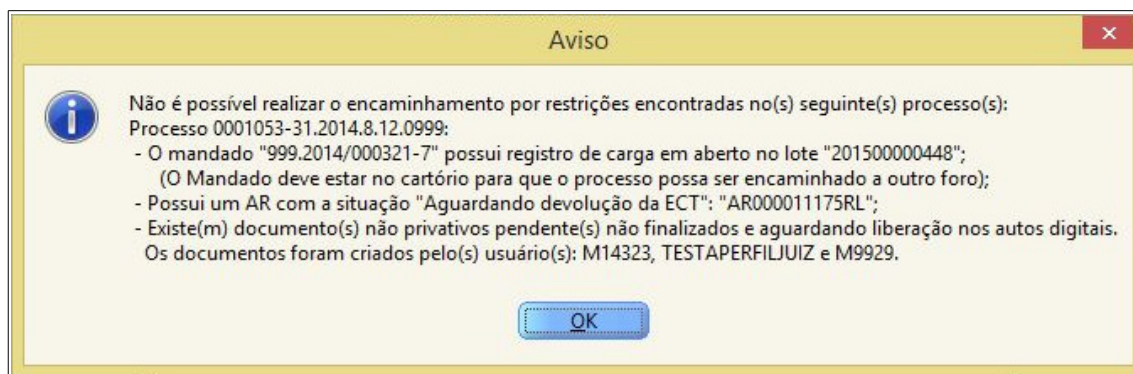 Aviso
Não é possível realizar o encaminhamento por restrições encontradas no(s) seguinte(s) processo(s):
Processo 0001053-31.2014.8.12.0999:
- O mandado "999.2014/000321-7" possui registro de carga em aberto no lote "201500000448";
(O Mandado deve estar no cartório para que o processo possa ser encaminhado a outro foro);
- Possui um AR com a situação "Aguardando devolução da ECT": "AR000011175RL";
- Existe(m) documento(s) não privativos pendente(s) não finalizados e aguardando liberação nos autos digitais.
Os documentos foram criados pelo(s) usuário(s): M14323, TESTAPERFILJUIZ e M9929.
OK